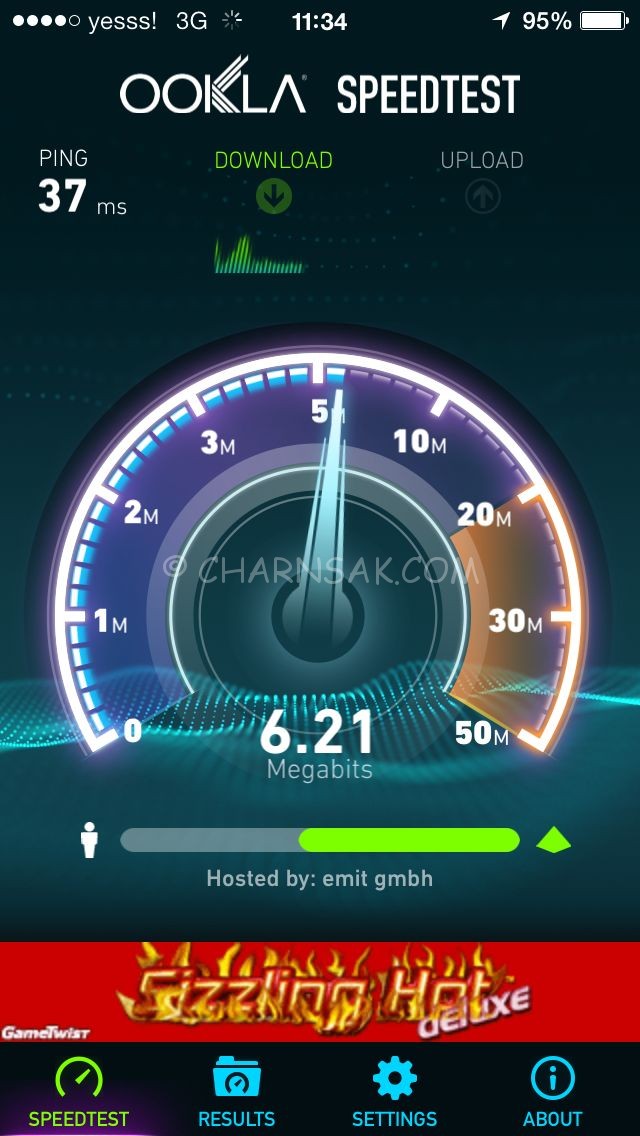 yesss! 3G 11:34 95%
OOKLA SPEEDTEST
PING DOWNLOAD UPLOAD
37 ms
5M
3M 10M
2M 20M
© CHARNSAK.COM
1M 30M
0 50M
6.21
Megabits
Hosted by: emit gmbh
Sizzling Hot
deluxe
GameTwist
SPEEDTEST RESULTS SETTINGS ABOUT